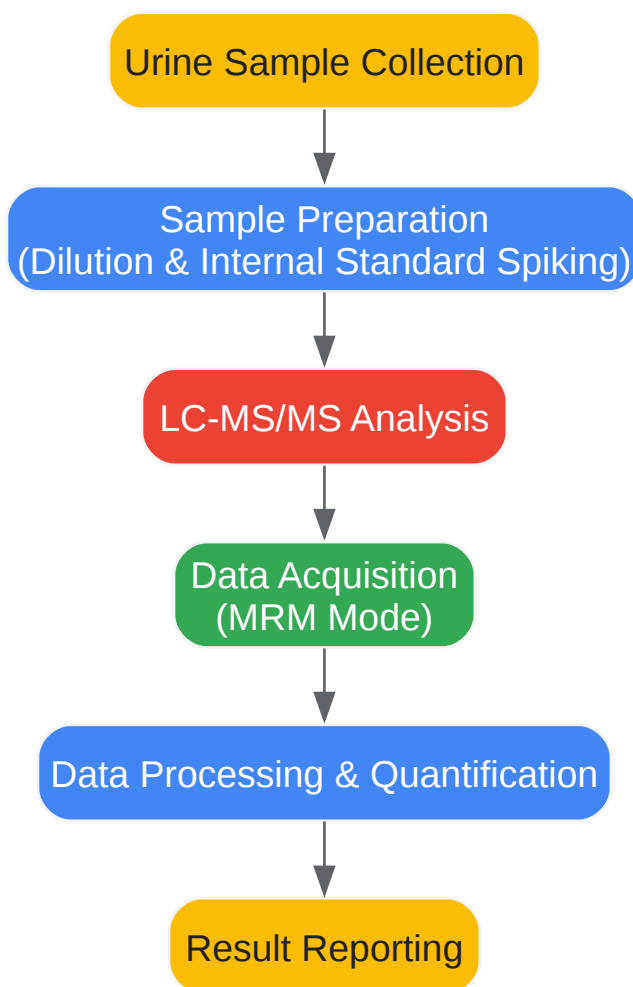 Urine Sample Collection
Sample Preparation
(Dilution & Internal Standard Spiking)
LC-MS/MS Analysis
Data Acquisition
(MRM Mode)
Data Processing & Quantification
Result Reporting